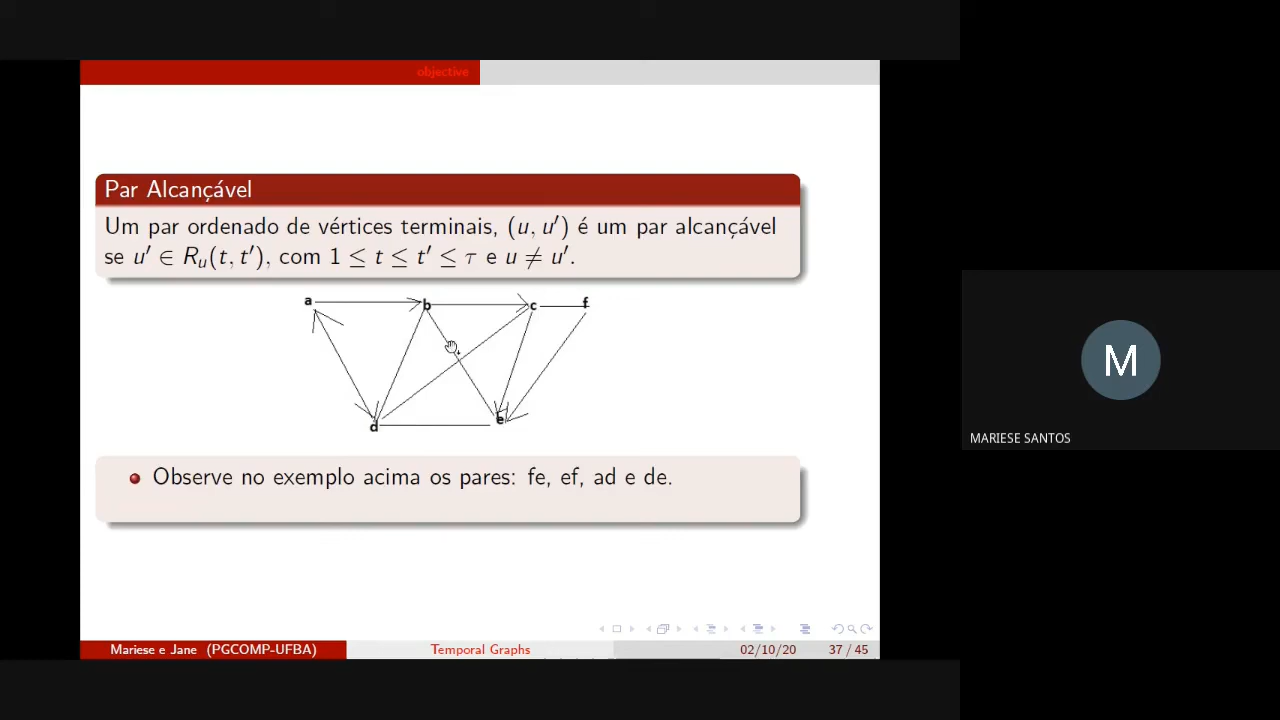 objective
Par Alcançável
Um par ordenado de vértices terminais, (u, u′) é um par alcançável
se u′ ∈ Rᵤ(t, t′), com 1 ≤ t ≤ t′ ≤ τ e u ≠ u′.
a b c f
d e
Observe no exemplo acima os pares: fe, ef, ad e de.
M
MARIESE SANTOS
Mariese e Jane (PGCOMP-UFBA) Temporal Graphs 02/10/20 37 / 45